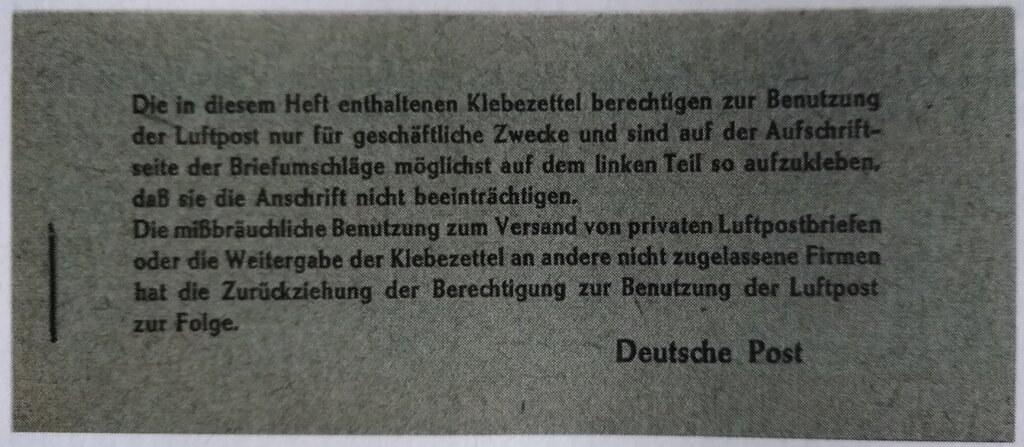 Die in diesem Heft enthaltenen Klebezettel berechtigen zur Benutzung
der Luftpost nur für geschäftliche Zwecke und sind auf der Aufschrift-
seite der Briefumschläge möglichst auf dem linken Teil so aufzukleben,
daß sie die Anschrift nicht beeinträchtigen.
Die mißbräuchliche Benutzung zum Versand von privaten Luftpostbriefen
oder die Weitergabe der Klebezettel an andere nicht zugelassene Firmen
hat die Zurückziehung der Berechtigung zur Benutzung der Luftpost
zur Folge.
Deutsche Post